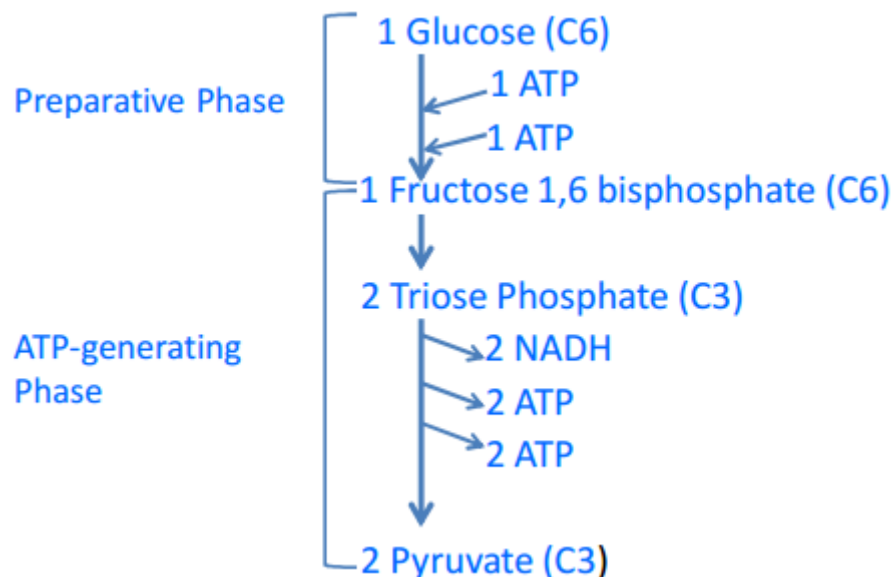 1 Glucose (C6)
Preparative Phase
1 ATP
1 ATP
1 Fructose 1,6 bisphosphate (C6)
2 Triose Phosphate (C3)
ATP-generating
Phase
2 NADH
2 ATP
2 ATP
2 Pyruvate (C3)